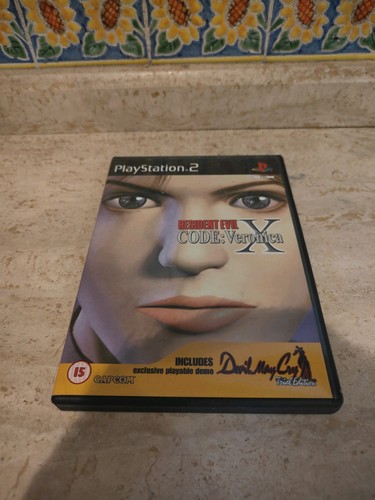 PlayStation.2
RESIDENT EVIL
CODE:Veronica
X
INCLUDES
exclusive playable demo
Devil May Cry
Trial Edition
15
CAPCOM